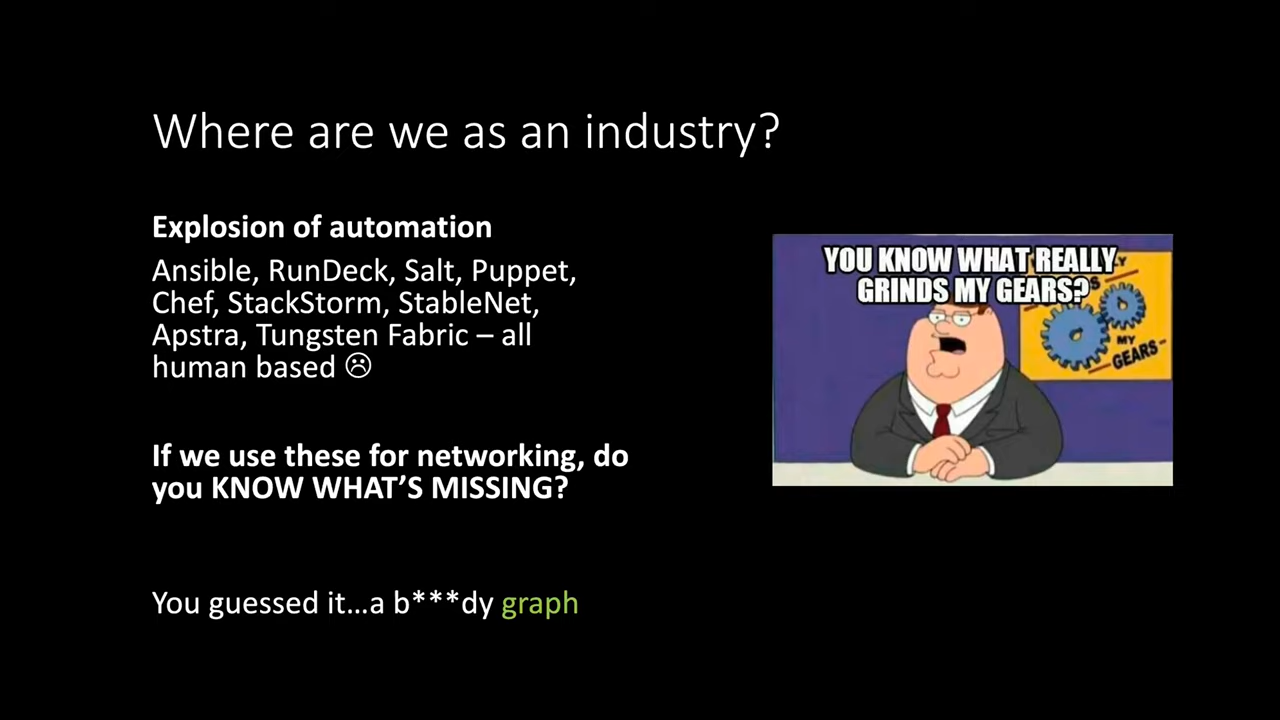 Where are we as an industry?
Explosion of automation
Ansible, RunDeck, Salt, Puppet,
Chef, StackStorm, StableNet,
Apstra, Tungsten Fabric – all
human based ☹
If we use these for networking, do
you KNOW WHAT’S MISSING?
You guessed it…a b***dy graph
YOU KNOW WHAT REALLY
GRINDS MY GEARS?
MY
GEARS